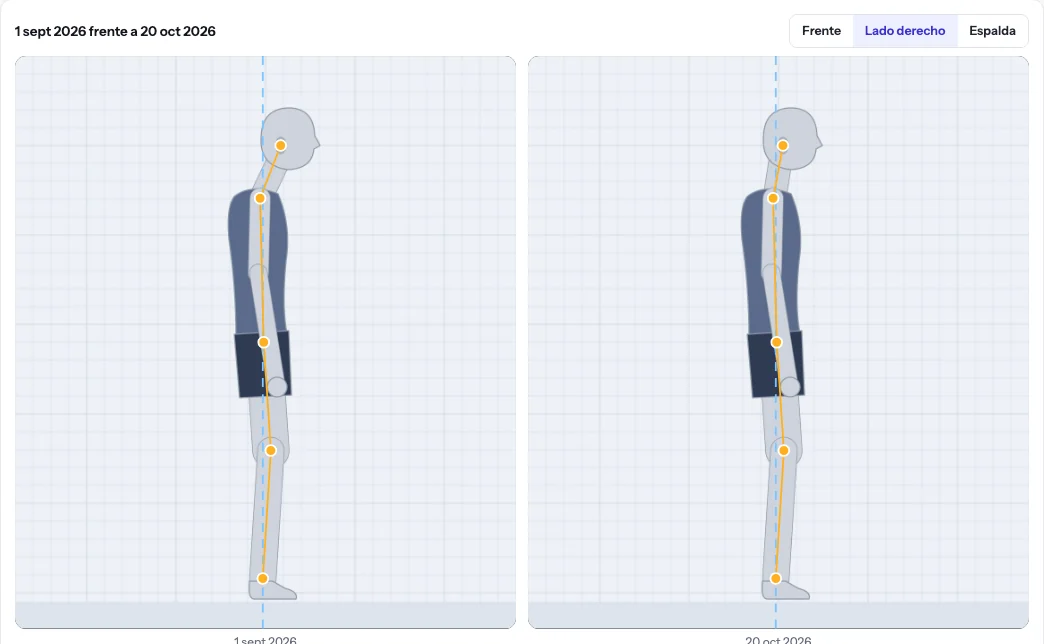 1 sept 2026 frente a 20 oct 2026
Frente
Lado derecho
Espalda
1 sept 2026
20 oct 2026